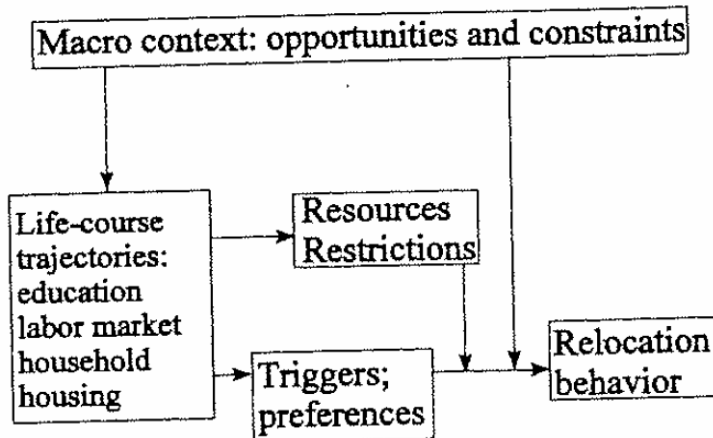 Macro context: opportunities and constraints
Life-course
trajectories:
education
labor market
household
housing
Resources
Restrictions
Triggers;
preferences
Relocation
behavior